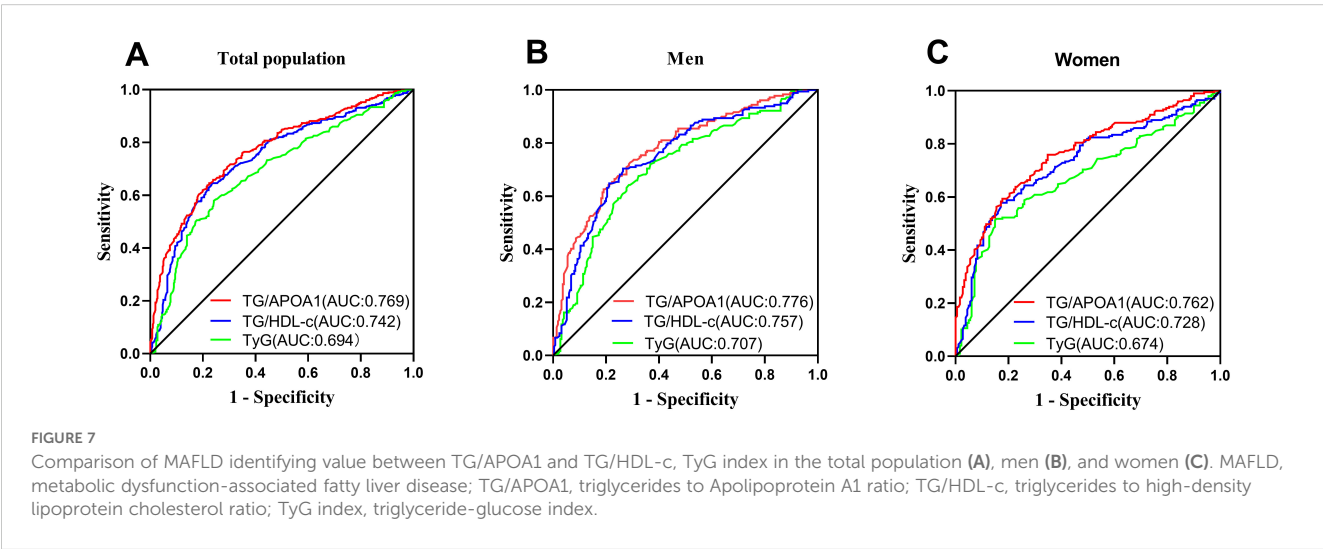 A
Total population
1.0
0.8
0.6
0.4
0.2
0.0
Sensitivity
TG/APOA1(AUC:0.769)
TG/HDL-c(AUC:0.742)
TyG(AUC:0.694)
0.0 0.2 0.4 0.6 0.8 1.0
1 - Specificity
B
Men
1.0
0.8
0.6
0.4
0.2
0.0
Sensitivity
TG/APOA1(AUC:0.776)
TG/HDL-c(AUC:0.757)
TyG(AUC:0.707)
0.0 0.2 0.4 0.6 0.8 1.0
1 - Specificity
C
Women
1.0
0.8
0.6
0.4
0.2
0.0
Sensitivity
TG/APOA1(AUC:0.762)
TG/HDL-c(AUC:0.728)
TyG(AUC:0.674)
0.0 0.2 0.4 0.6 0.8 1.0
1 - Specificity
FIGURE 7
Comparison of MAFLD identifying value between TG/APOA1 and TG/HDL-c, TyG index in the total population (A), men (B), and women (C). MAFLD,
metabolic dysfunction-associated fatty liver disease; TG/APOA1, triglycerides to Apolipoprotein A1 ratio; TG/HDL-c, triglycerides to high-density
lipoprotein cholesterol ratio; TyG index, triglyceride-glucose index.